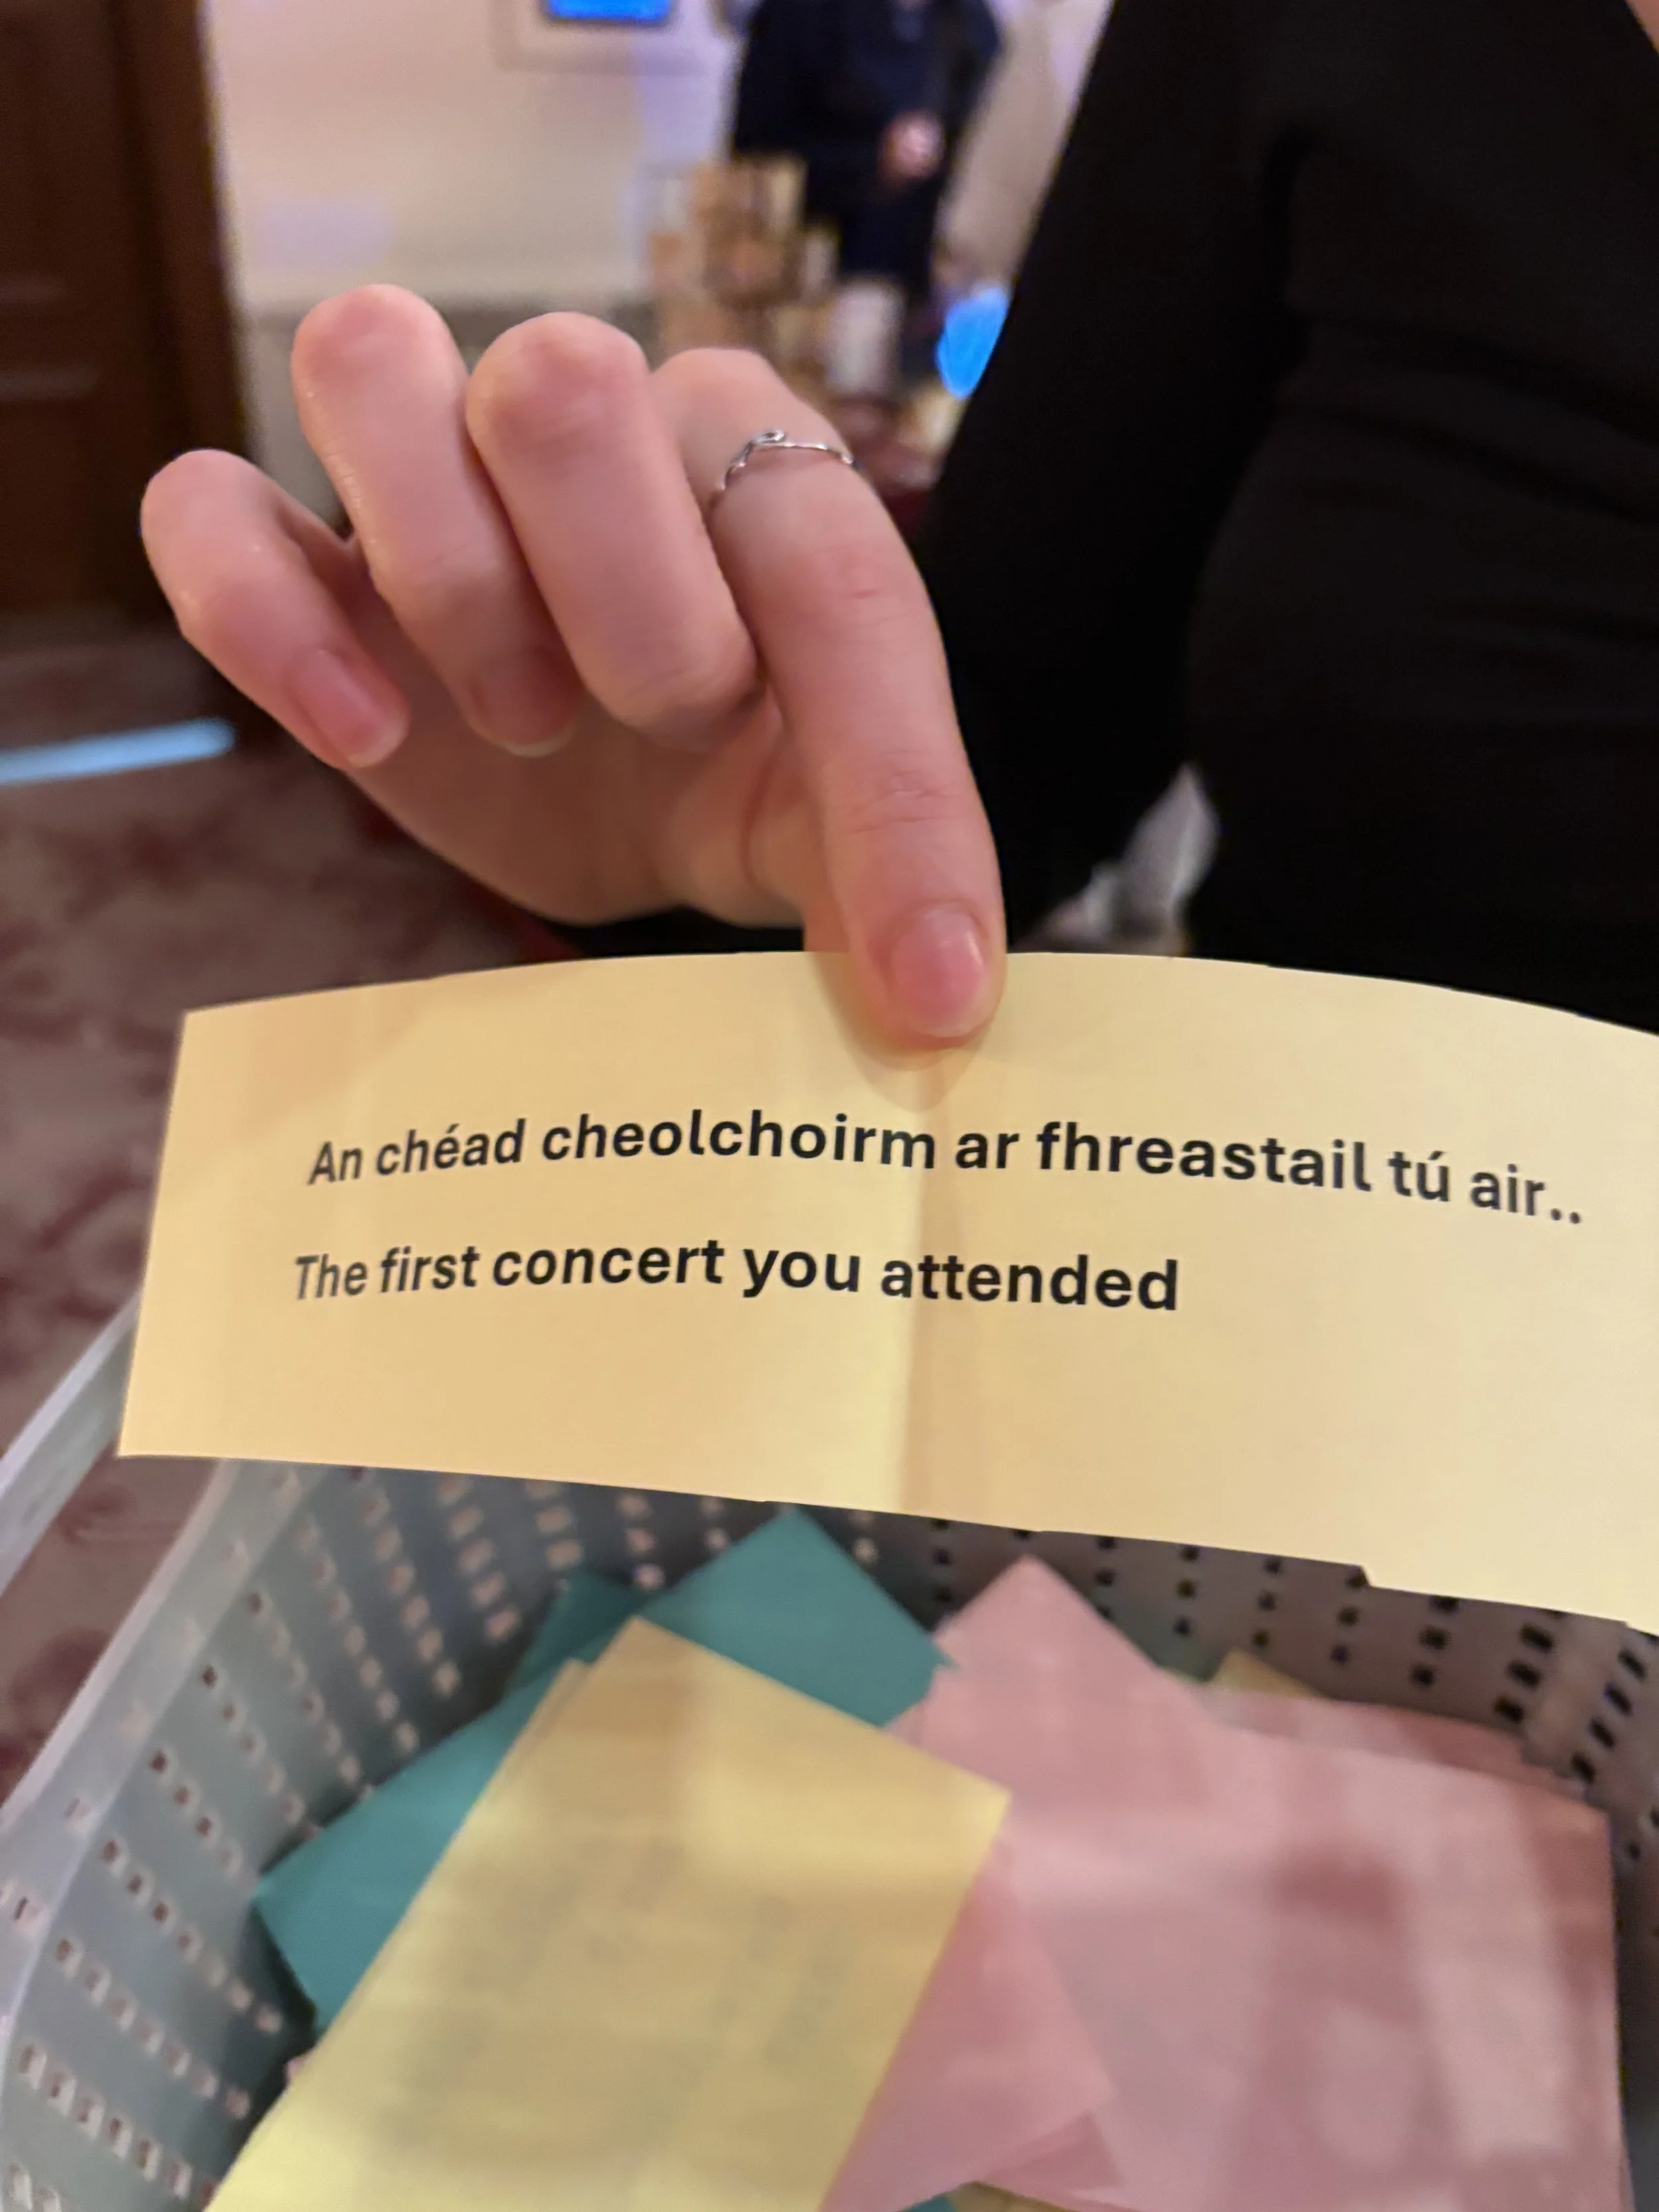 An chéad cheolchoirm ar fhreastail tú air..
The first concert you attended